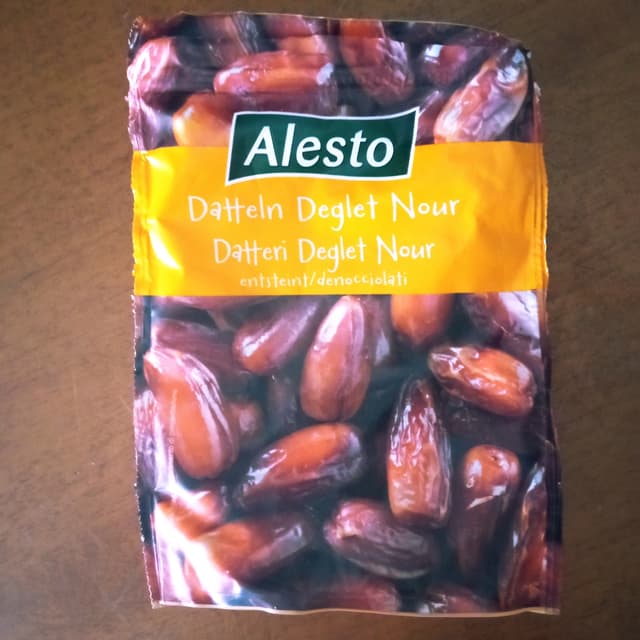 Alesto
Datteln Deglet Nour
Datteri Deglet Nour
entsteint/denocciolati